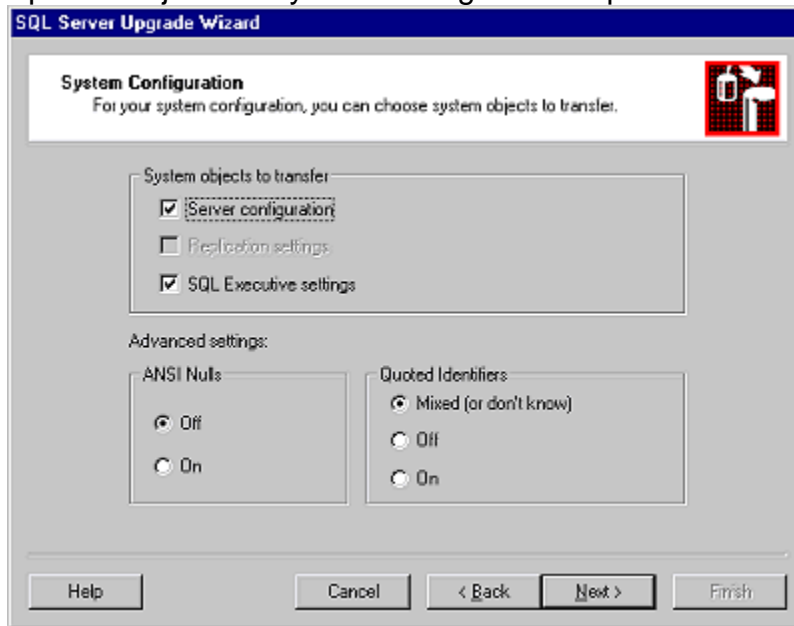 SQL Server Upgrade Wizard
System Configuration
For your system configuration, you can choose system objects to transfer.
System objects to transfer
Server configuration
Replication settings
SQL Executive settings
Advanced settings:
ANSI Nulls
Quoted Identifiers
Mixed (or don't know)
Off
Off
On
On
Help
Cancel
< Back
Next >
Finish